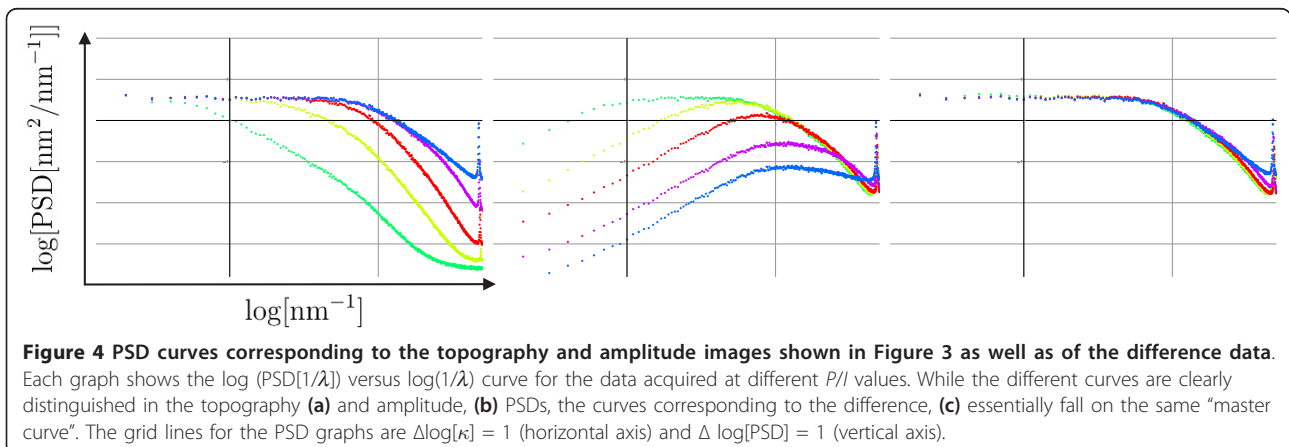 log[PSD[nm²/nm⁻¹]]
log[nm⁻¹]
Figure 4 PSD curves corresponding to the topography and amplitude images shown in Figure 3 as well as of the difference data.
Each graph shows the log (PSD[1/λ]) versus log(1/λ) curve for the data acquired at different P/I values. While the different curves are clearly
distinguished in the topography (a) and amplitude, (b) PSDs, the curves corresponding to the difference, (c) essentially fall on the same "master
curve". The grid lines for the PSD graphs are Δlog[κ] = 1 (horizontal axis) and Δ log[PSD] = 1 (vertical axis).